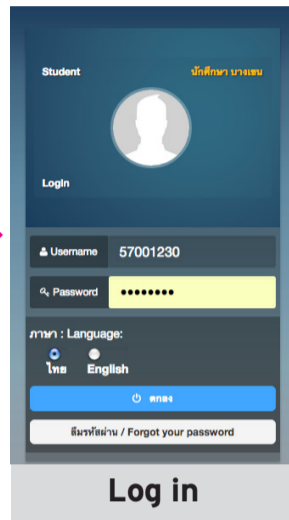 Student
นักศึกษา บางเขน
Login
Username 57001230
Password ••••••••
ภาษา : Language:
ไทย English
ตกลง
ลืมรหัสผ่าน / Forgot your password
Log in